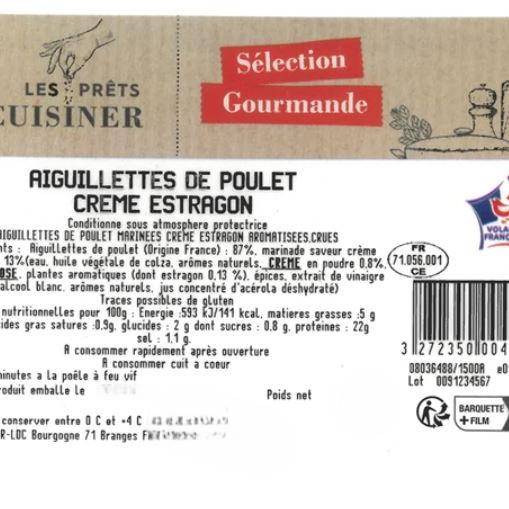 LES PRÊTS
CUISINER
Sélection
Gourmande
AIGUILLETTES DE POULET
CREME ESTRAGON
Conditionne sous atmosphere protectrice
AIGUILLETTES DE POULET MARINEES CREME ESTRAGON AROMATISEES,CRUES
nts : Aiguillettes de poulet (Origine France) : 87%, marinade saveur crème
13%(eau, huile végétale de colza, arômes naturels, CREME en poudre 0,8%,
OSE, plantes aromatiques (dont estragon 0,13 %), épices, extrait de vinaigre
alcool blanc, arômes naturels, jus concentré d'acérola déshydraté)
Traces possibles de gluten
nutritionnelles pour 100g : Energie :593 kJ/141 kcal, matieres grasses :5 g
ides gras satures :0.9g, glucides : 2 g dont sucres : 0.8 g, proteines : 22g
sel : 1,1 g.
A consommer rapidement après ouverture
A consommer cuit a coeur
minutes a la poêle à feu vif
roduit emballe le
Poids net
conserver entre 0 C et +4 C
R-LDC Bourgogne 71 Branges
VOLA
FRANÇ
FR
71.056.001
CE
3 272350 004
08036488/1500A e0
Lot 0091234567
BARQUETTE
+ FILM